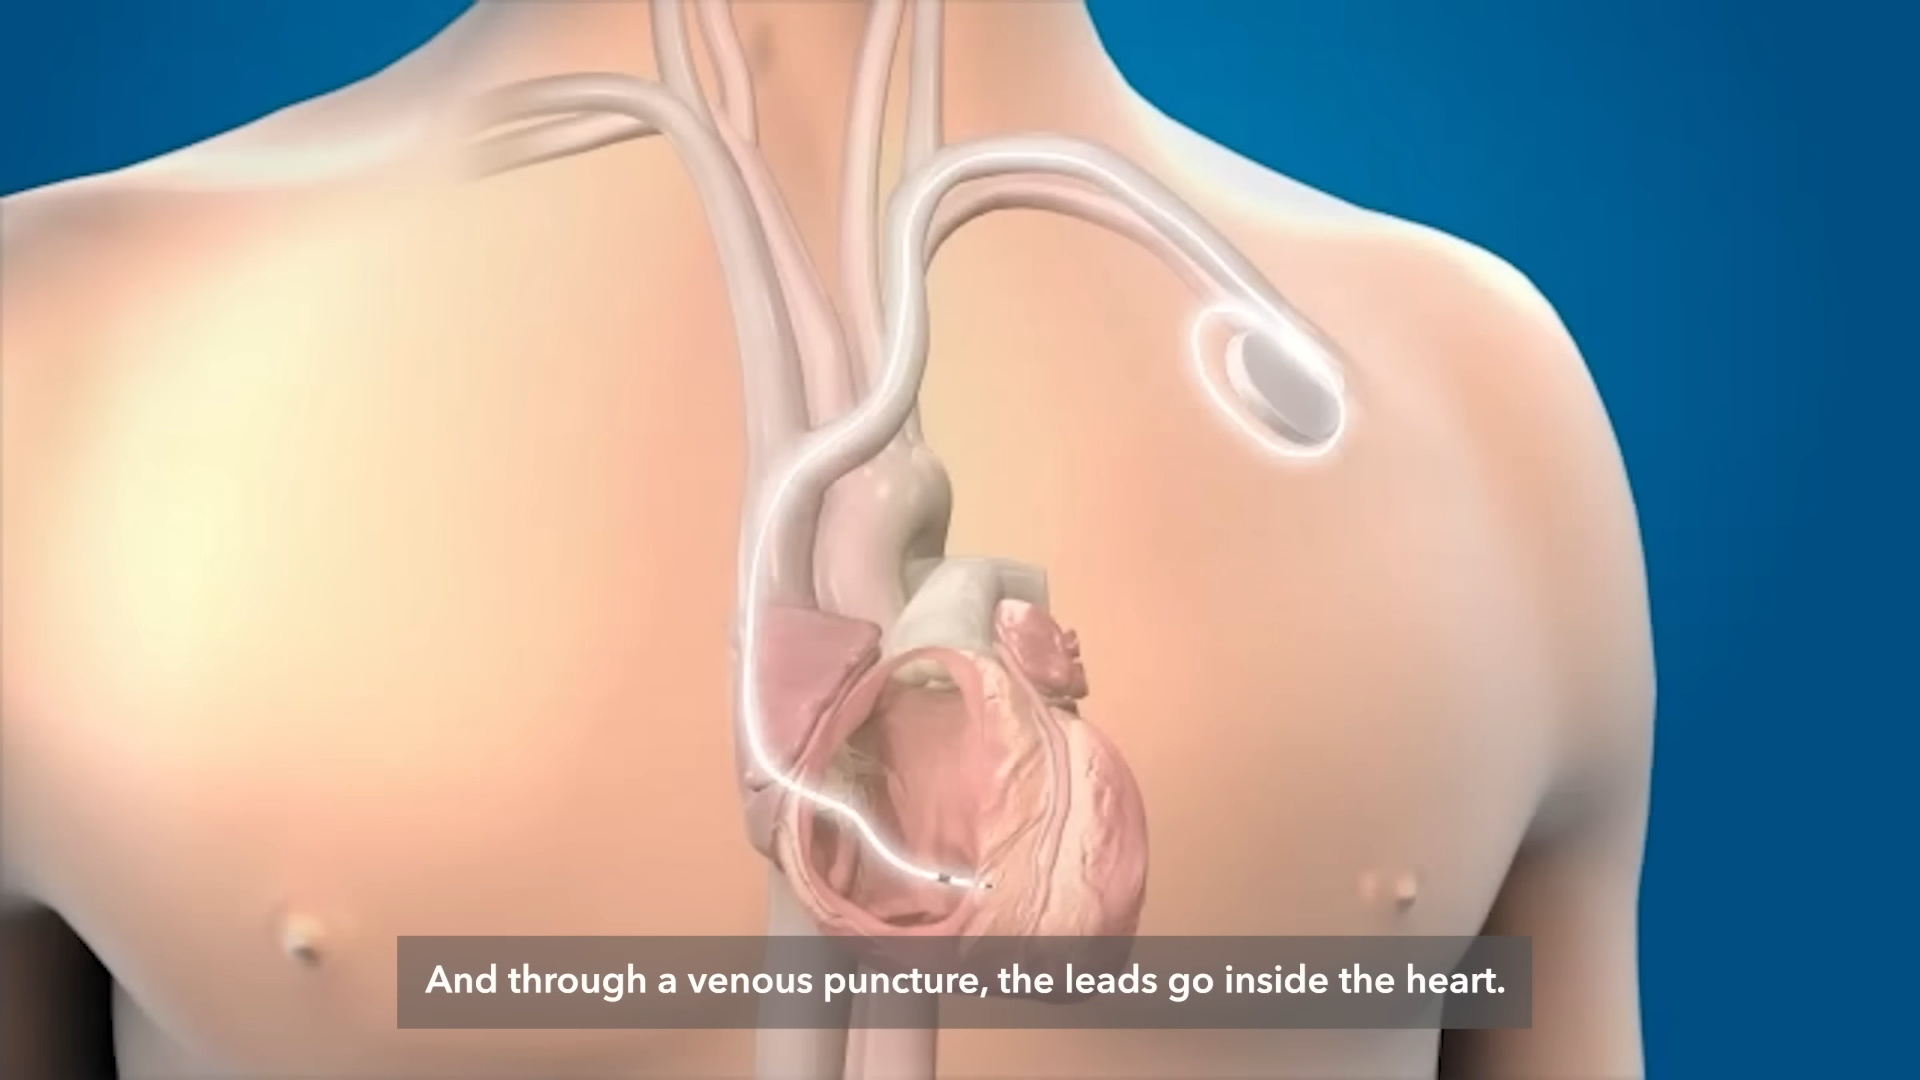 And through a venous puncture, the leads go inside the heart.